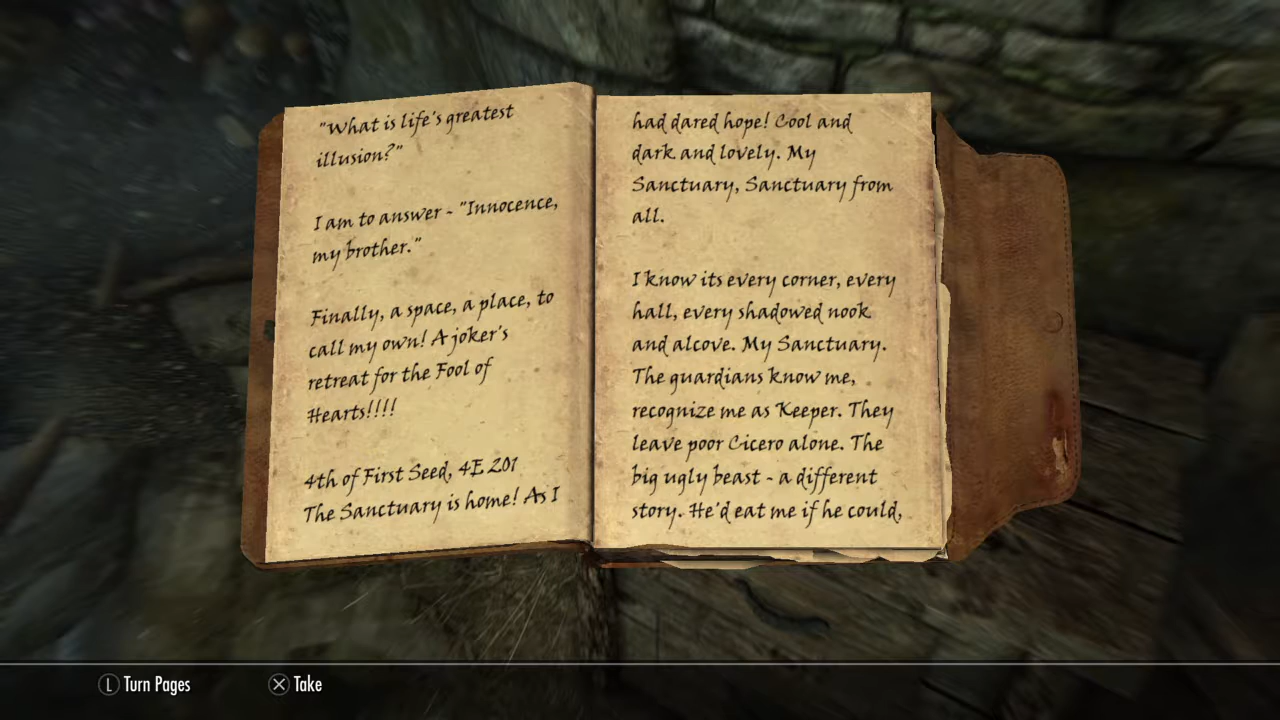 "What is life's greatest
illusion?"
I am to answer - "Innocence,
my brother."
Finally, a space, a place, to
call my own! A joker's
retreat for the Fool of
Hearts!!!!
4th of First Seed, 4E 201
The Sanctuary is home! As I
had dared hope! Cool and
dark and lovely. My
Sanctuary, Sanctuary from
all.
I know its every corner, every
hall, every shadowed nook
and alcove. My Sanctuary.
The guardians know me,
recognize me as Keeper. They
leave poor Cicero alone. The
big ugly beast - a different
story. He'd eat me if he could,
L Turn Pages
X Take